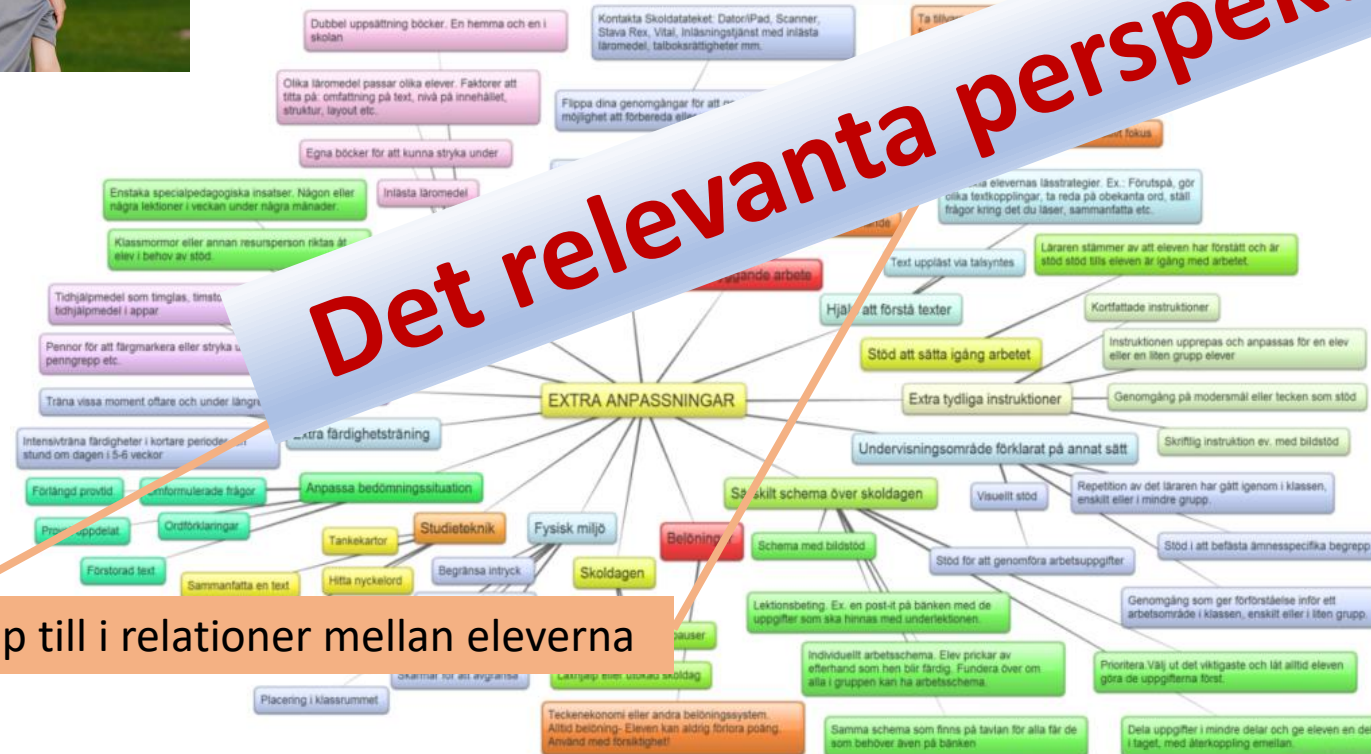 Dubbel uppsättning böcker. En hemma och en i
skolan
Kontakta Skoldatateket: Dator/iPad, Scanner,
Stava Rex, Vital, Inläsningstjänst med inlästa
läromedel, talboksrättigheter mm.
Olika läromedel passar olika elever. Faktorer att
titta på: omfattning på text, nivå på innehållet,
struktur, layout etc.
Flippa dina genomgångar för att
möjlighet att förbereda
Egna böcker för att kunna stryka under
fokus
Enstaka specialpedagogiska insatser. Någon eller
några lektioner i veckan under några månader.
Inlästa läromedel
elevernas lässtrategier. Ex.: Förutspå, gör
olika textkopplingar, ta reda på obekanta ord, ställ
frågor kring det du läser, sammanfatta etc.
Klassmormor eller annan resursperson riktas åt
elev i behov av stöd.
Det relevanta perspek
Text uppläst via talsyntes
Läraren stämmer av att eleven har förstått och är
stöd stöd tills eleven är igång med arbetet.
arbete
Tidhjälpmedel som timglas,
tidhjälpmedel i appar
att förstå texter
Kortfattade instruktioner
Pennor för att färgmarkera eller stryka
penngrepp etc.
Stöd att sätta igång arbetet
Instruktionen upprepas och anpassas för en elev
eller en liten grupp elever
Träna vissa moment oftare och under
EXTRA ANPASSNINGAR
Extra tydliga instruktioner
Genomgång på modersmål eller tecken som stöd
Intensivträna färdigheter i kortare perioder
stund om dagen i 5-6 veckor
Extra färdighetsträning
Undervisningsområde förklarat på annat sätt
Skriftlig instruktion ev. med bildstöd
Förlängd provtid
Omformulerade frågor
Anpassa bedömningssituation
Särskilt schema över skoldagen
Visuellt stöd
Repetition av det läraren har gått igenom i klassen,
enskilt eller i mindre grupp.
uppdelat
Ordförklaringar
Studieteknik
Fysisk miljö
Tankekartor
Belöningar
Schema med bildstöd
Stöd i att befästa ämnesspecifika begrepp
Förstorad text
Sammanfatta en text
Hitta nyckelord
Begränsa intryck
Skoldagen
Stöd för att genomföra arbetsuppgifter
p till i relationer mellan eleverna
pauser
Lektionsbeting. Ex. en post-it på bänken med de
uppgifter som ska hinnas med underlektionen.
Genomgång som ger förförståelse inför ett
arbetsområde i klassen, enskilt eller i liten grupp
Skärmar för att avgränsa
Läxhjälp eller utökad skoldag
Individuellt arbetsschema. Elev prickar av
efterhand som hen blir färdig. Fundera över om
alla i gruppen kan ha arbetsschema.
Prioritera.Välj ut det viktigaste och låt alltid eleven
göra de uppgifterna först.
Placering i klassrummet
Teckenekonomi eller andra belöningssystem.
Alltid belöning- Eleven kan aldrig förlora poäng.
Använd med försiktighet!
Samma schema som finns på tavlan för alla får de
som behöver även på bänken
Dela uppgifter i mindre delar och ge eleven en de
i taget, med återkoppling emellan.